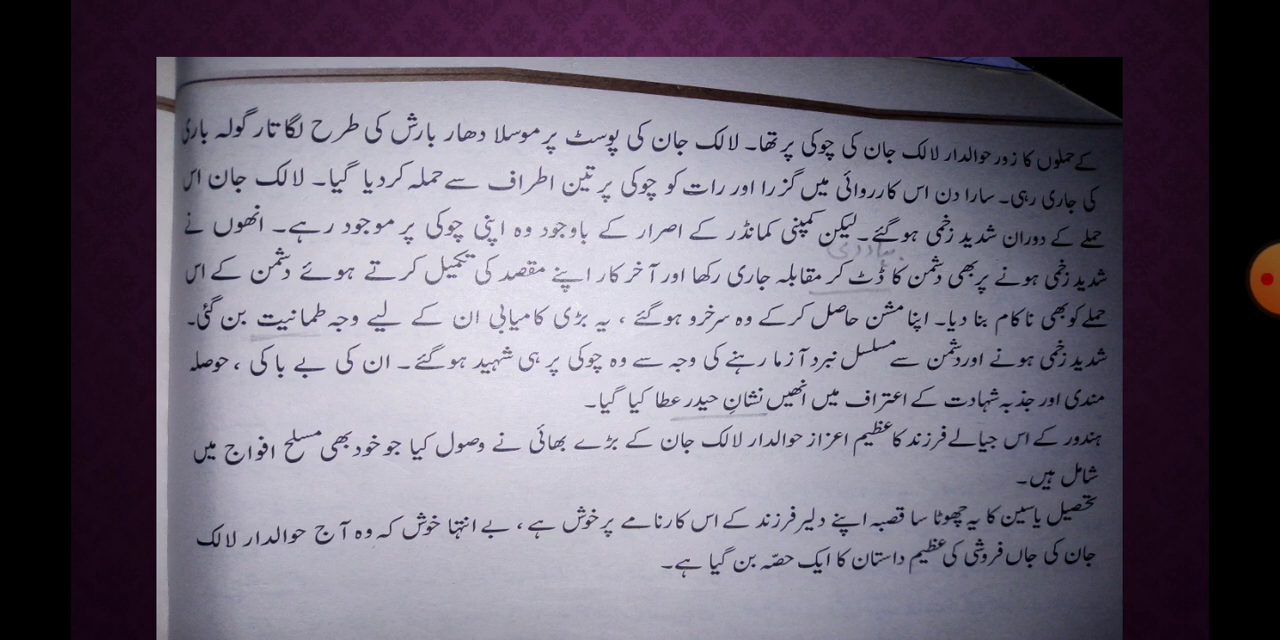 کے حملوں کا زور حوالدار لالک جان کی چوکی پر تھا۔ لالک جان کی پوسٹ پر موسلا دھار بارش کی طرح لگاتار گولہ باری
کی جاری رہی۔ سارا دن اس کارروائی میں گزرا اور رات کو چوکی پر تین اطراف سے حملہ کر دیا گیا۔ لالک جان اس
حملے کے دوران شدید زخمی ہو گئے۔ لیکن کمپنی کمانڈر کے اصرار کے باوجود وہ اپنی چوکی پر موجود رہے۔ انھوں نے
بہادری
شدید زخمی ہونے پر بھی دشمن کا ڈٹ کر مقابلہ جاری رکھا اور آخر کار اپنے مقصد کی تکمیل کرتے ہوئے دشمن کے اس
حملے کو بھی ناکام بنا دیا۔ اپنا مشن حاصل کر کے وہ سرخرو ہو گئے ، یہ بڑی کامیابی ان کے لیے وجہ طمانیت بن گئی۔
شدید زخمی ہونے اور دشمن سے مسلسل نبرد آزما رہنے کی وجہ سے وہ چوکی پر ہی شہید ہو گئے۔ ان کی بے باکی ، حوصلہ
مندی اور جذبہ شہادت کے اعتراف میں انھیں نشانِ حیدر عطا کیا گیا۔
ہندور کے اس جیالے فرزند کا عظیم اعزاز حوالدار لالک جان کے بڑے بھائی نے وصول کیا جو خود بھی مسلح افواج میں
شامل ہیں۔
تحصیل یاسین کا یہ چھوٹا سا قصبہ اپنے دلیر فرزند کے اس کارنامے پر خوش ہے ، بے انتہا خوش کہ وہ آج حوالدار لالک
جان کی جاں فروشی کی عظیم داستان کا ایک حصّہ بن گیا ہے۔